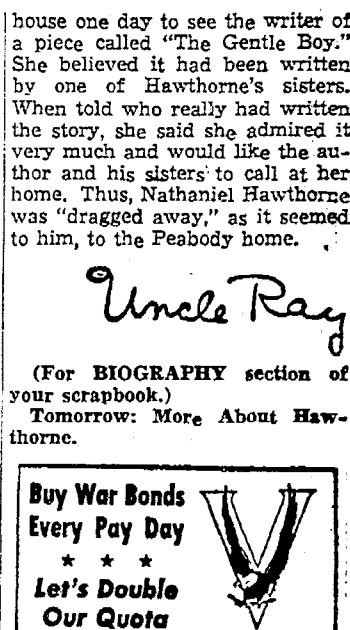 house one day to see the writer of
a piece called "The Gentle Boy."
She believed it had been written
by one of Hawthorne's sisters.
When told who really had written
the story, she said she admired it
very much and would like the au-
thor and his sisters to call at her
home. Thus, Nathaniel Hawthorne
was "dragged away," as it seemed
to him, to the Peabody home.
Uncle Ray
(For BIOGRAPHY section of
your scrapbook.)
Tomorrow: More About Haw-
thorne.
Buy War Bonds
Every Pay Day
★ ★ ★
Let's Double
Our Quota
V